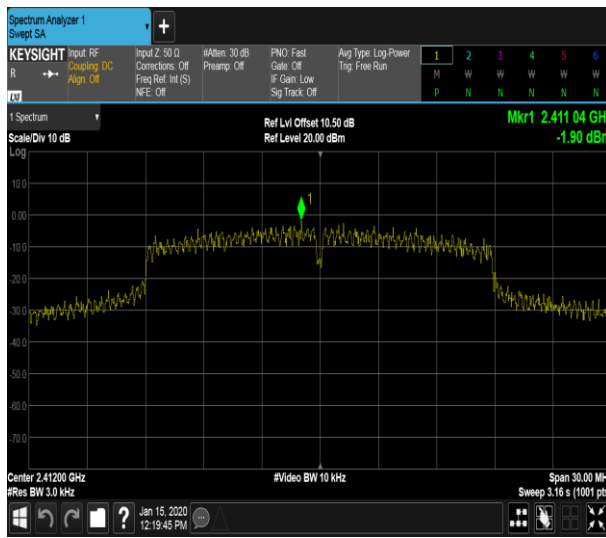 Spectrum Analyzer 1
Swept SA
+
KEYSIGHT Input: RF
R Coupling: DC
Align: Off
LXI
Input Z: 50 Ω
Corrections: Off
Freq Ref: Int (S)
NFE: Off
#Atten: 30 dB
Preamp: Off
PNO: Fast
Gate: Off
IF Gain: Low
Sig Track: Off
Avg Type: Log-Power
Trig: Free Run
1 2 3 4 5 6
M W W W W W
P N N N N N
1 Spectrum
Scale/Div 10 dB
Ref Lvl Offset 10.50 dB
Ref Level 20.00 dBm
Mkr1 2.411 04 GH
-1.90 dBr
Log
1
10.0
0.00
-10.0
-20.0
-30.0
-40.0
-50.0
-60.0
-70.0
Center 2.41200 GHz #Video BW 10 kHz Span 30.00 MH
#Res BW 3.0 kHz Sweep 3.16 s (1001 pts
? Jan 15, 2020
12:19:45 PM